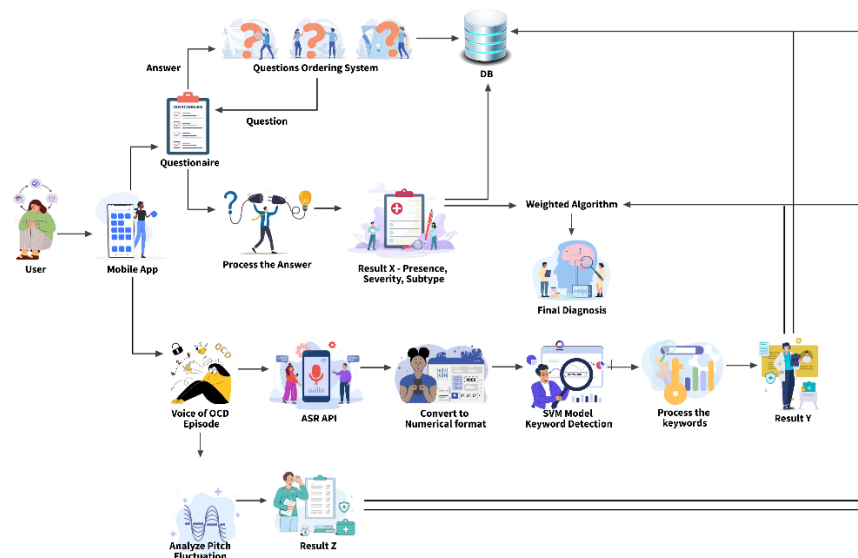 Answer
Questions Ordering System
DB
Question
Questionaire
User
Mobile App
Process the Answer
Result X - Presence,
Severity, Subtype
Weighted Algorithm
Final Diagnosis
OCD
Voice of OCD
Episode
ASR API
Convert to
Numerical format
SVM Model
Keyword Detection
Process the
keywords
Result Y
Analyze Pitch
Fluctuation
Result Z